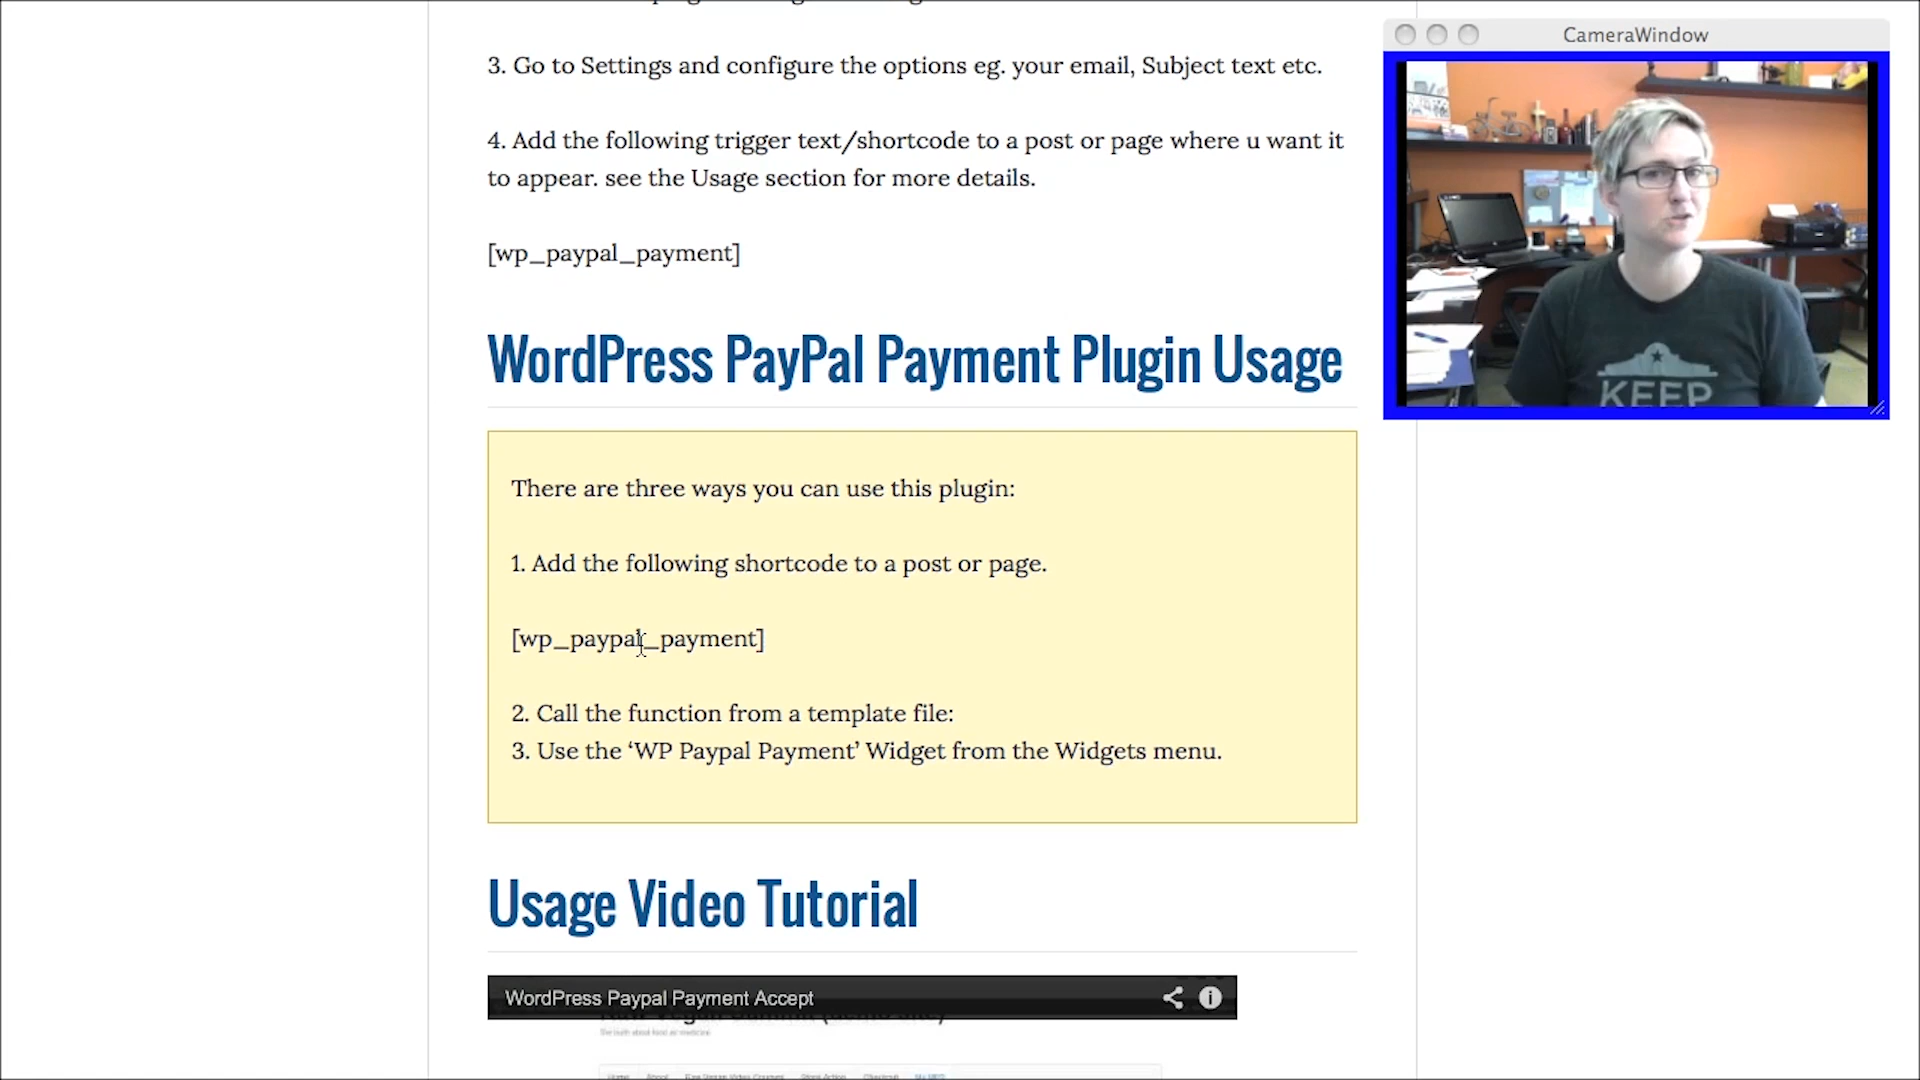 3. Go to Settings and configure the options eg. your email, Subject text etc.
4. Add the following trigger text/shortcode to a post or page where u want it
to appear. see the Usage section for more details.
[wp_paypal_payment]
WordPress PayPal Payment Plugin Usage
There are three ways you can use this plugin:
1. Add the following shortcode to a post or page.
[wp_paypal_payment]
2. Call the function from a template file:
3. Use the ‘WP Paypal Payment’ Widget from the Widgets menu.
Usage Video Tutorial
WordPress Paypal Payment Accept
CameraWindow
KEEP